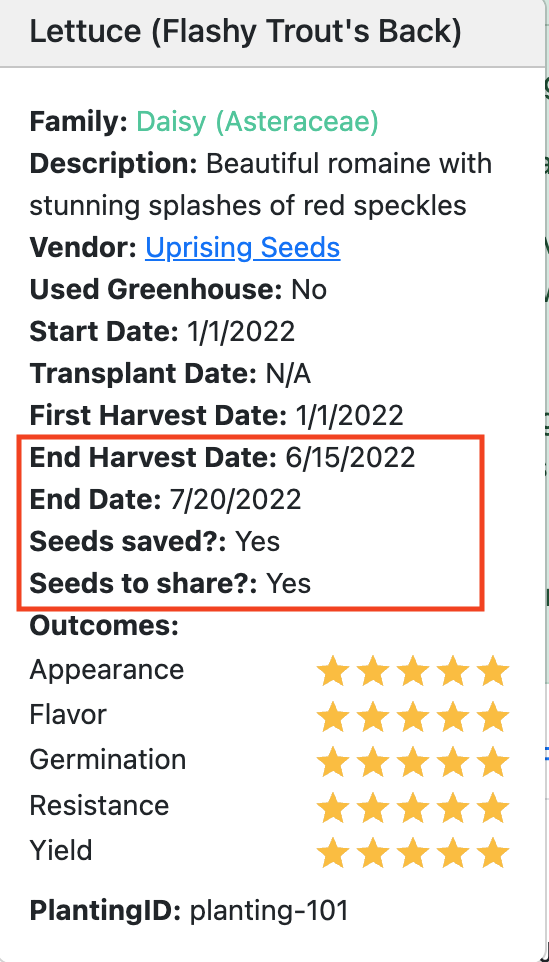 Lettuce (Flashy Trout's Back)
Family: Daisy (Asteraceae)
Description: Beautiful romaine with
stunning splashes of red speckles
Vendor: Uprising Seeds
Used Greenhouse: No
Start Date: 1/1/2022
Transplant Date: N/A
First Harvest Date: 1/1/2022
End Harvest Date: 6/15/2022
End Date: 7/20/2022
Seeds saved?: Yes
Seeds to share?: Yes
Outcomes:
Appearance
Flavor
Germination
Resistance
Yield
PlantingID: planting-101